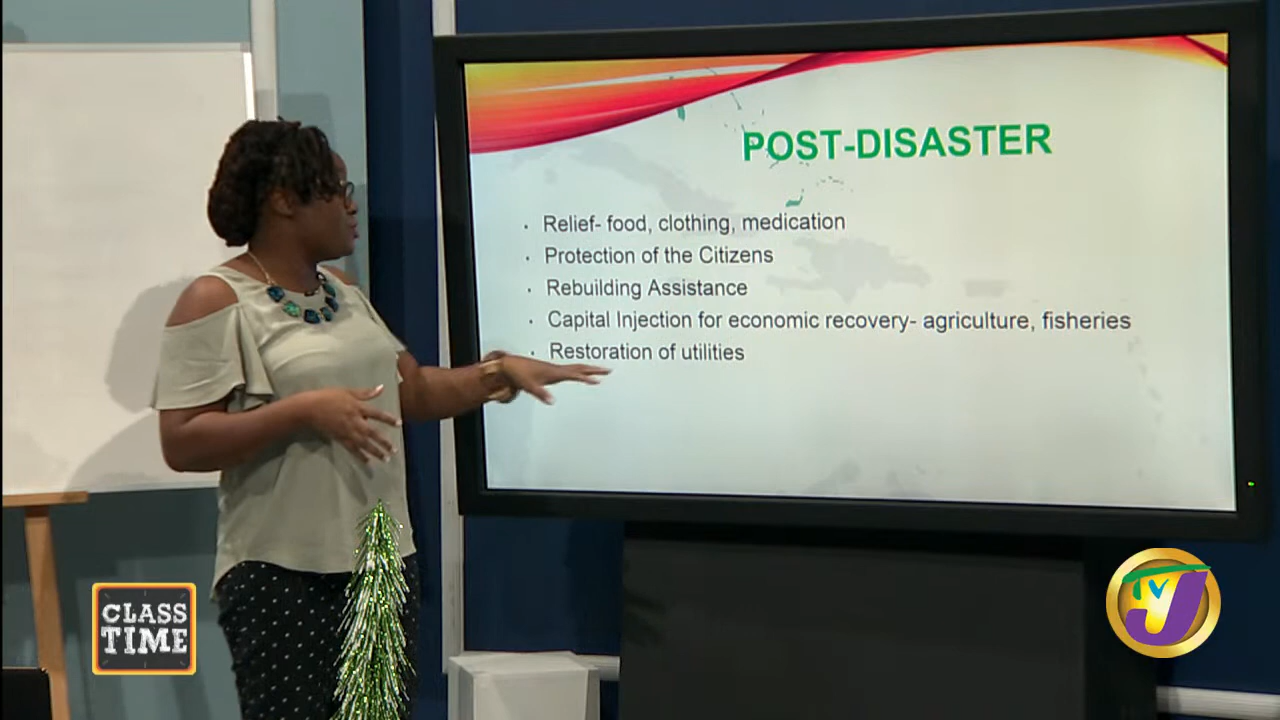 POST-DISASTER
· Relief- food, clothing, medication
· Protection of the Citizens
· Rebuilding Assistance
· Capital Injection for economic recovery- agriculture, fisheries
· Restoration of utilities
CLASS
TIME
TVJ